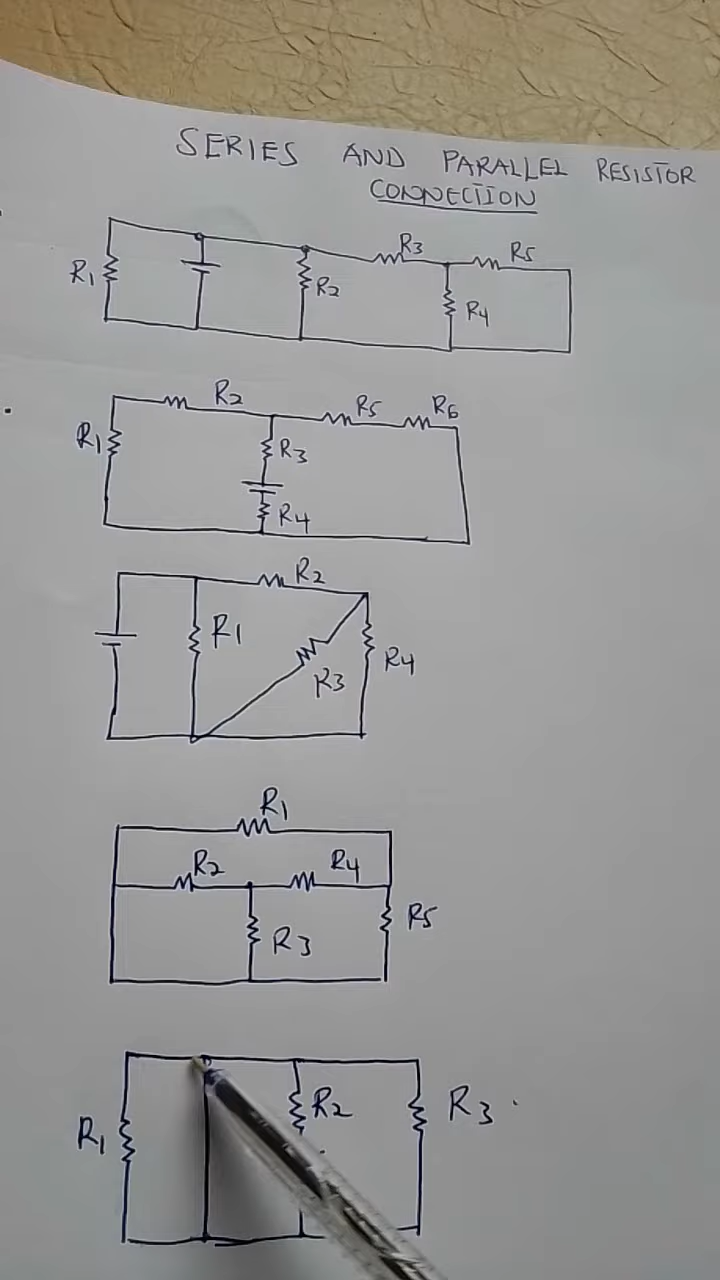 SERIES AND PARALLEL RESISTOR
CONNECTION
R1
R2
R3
R4
R5
R1
R2
R3
R4
R5
R6
R1
R2
R3
R4
R1
R2
R4
R3
R5
R1
R2
R3